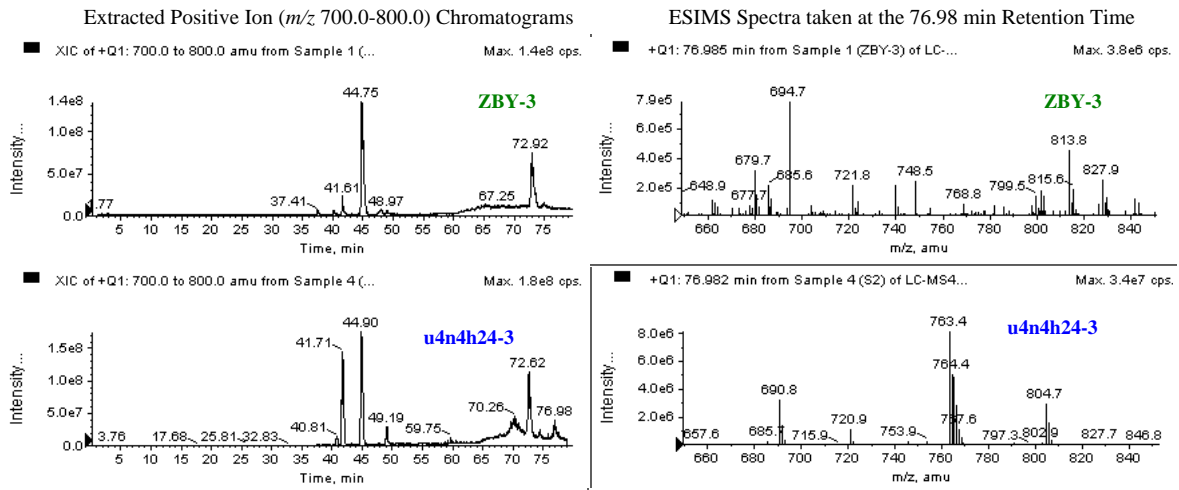 Extracted Positive Ion (m/z 700.0-800.0) Chromatograms
ESIMS Spectra taken at the 76.98 min Retention Time
XIC of +Q1: 700.0 to 800.0 amu from Sample 1 (...
Max. 1.4e8 cps.
ZBY-3
Intensity...
1.4e8
1.0e8
5.0e7
0.0
.77
37.41
41.61
44.75
48.97
67.25
72.92
5 10 15 20 25 30 35 40 45 50 55 60 65 70 75
Time, min
+Q1: 76.985 min from Sample 1 (ZBY-3) of LC-...
Max. 3.8e6 cps.
ZBY-3
Intensity...
7.9e5
6.0e5
4.0e5
2.0e5
648.9
677.7
679.7
685.6
694.7
721.8
748.5
768.8
799.5
813.8
815.6
827.9
660 680 700 720 740 760 780 800 820 840
m/z, amu
XIC of +Q1: 700.0 to 800.0 amu from Sample 4 (...
Max. 1.8e8 cps.
u4n4h24-3
Intensity...
1.5e8
1.0e8
5.0e7
0.0
3.76
17.68
25.81
32.83
40.81
41.71
44.90
49.19
59.75
70.26
72.62
76.98
5 10 15 20 25 30 35 40 45 50 55 60 65 70 75
Time, min
+Q1: 76.982 min from Sample 4 (S2) of LC-MS4...
Max. 3.4e7 cps.
u4n4h24-3
Intensity...
8.0e6
6.0e6
4.0e6
2.0e6
657.6
690.8
715.9
720.9
753.9
763.4
764.4
797.3
802.9
804.7
827.7
846.8
660 680 700 720 740 760 780 800 820 840
m/z, amu